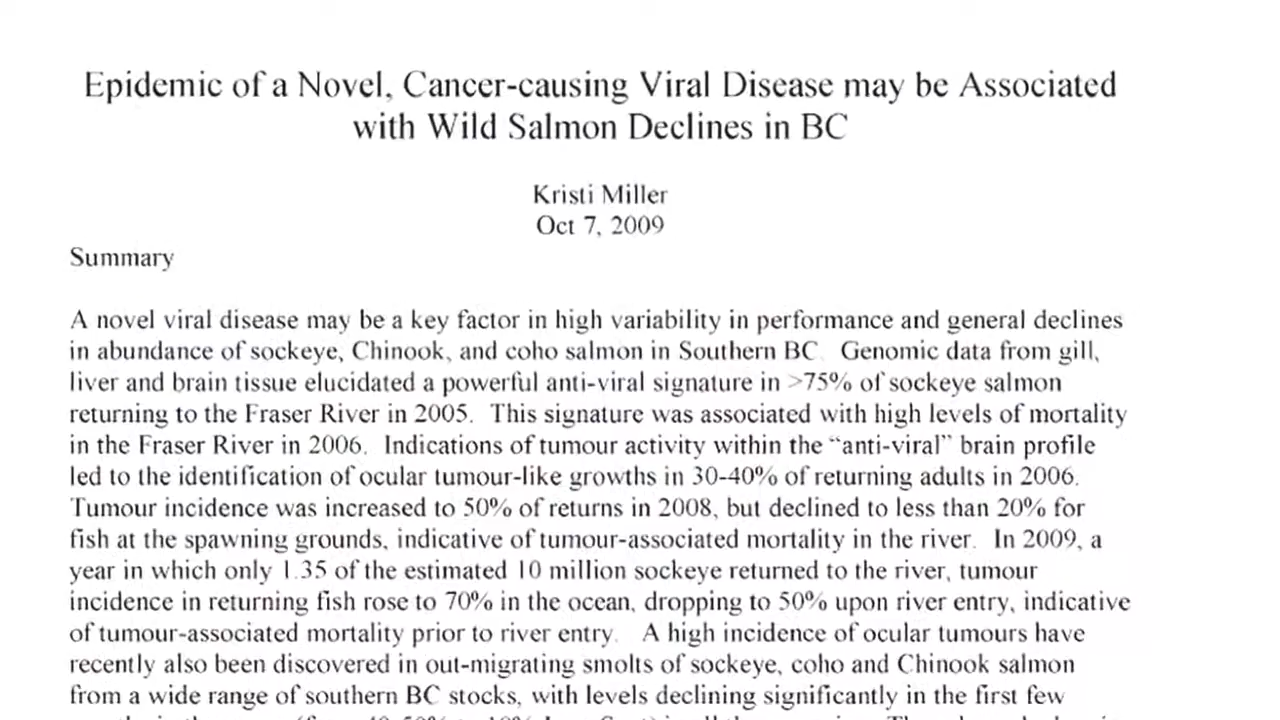 Epidemic of a Novel, Cancer-causing Viral Disease may be Associated
with Wild Salmon Declines in BC
Kristi Miller
Oct 7, 2009
Summary
A novel viral disease may be a key factor in high variability in performance and general declines
in abundance of sockeye, Chinook, and coho salmon in Southern BC. Genomic data from gill,
liver and brain tissue elucidated a powerful anti-viral signature in >75% of sockeye salmon
returning to the Fraser River in 2005. This signature was associated with high levels of mortality
in the Fraser River in 2006. Indications of tumour activity within the “anti-viral” brain profile
led to the identification of ocular tumour-like growths in 30-40% of returning adults in 2006.
Tumour incidence was increased to 50% of returns in 2008, but declined to less than 20% for
fish at the spawning grounds, indicative of tumour-associated mortality in the river. In 2009, a
year in which only 1.35 of the estimated 10 million sockeye returned to the river, tumour
incidence in returning fish rose to 70% in the ocean, dropping to 50% upon river entry, indicative
of tumour-associated mortality prior to river entry. A high incidence of ocular tumours have
recently also been discovered in out-migrating smolts of sockeye, coho and Chinook salmon
from a wide range of southern BC stocks, with levels declining significantly in the first few